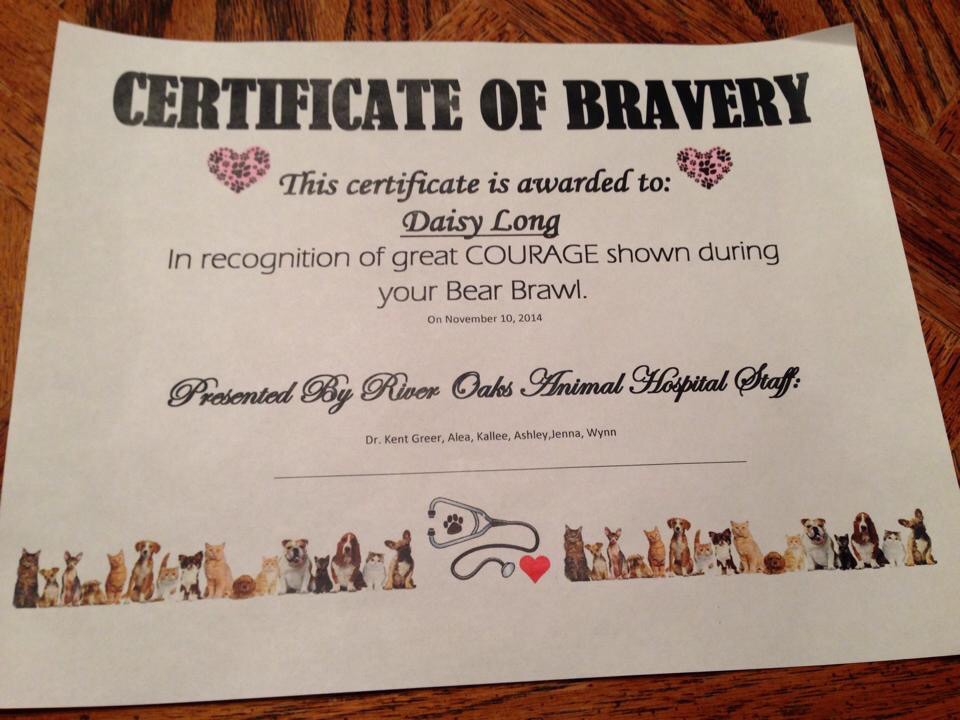 CERTIFICATE OF BRAVERY
This certificate is awarded to:
Daisy Long
In recognition of great COURAGE shown during
your Bear Brawl.
On November 10, 2014
Presented By River Oaks Animal Hospital Staff:
Dr. Kent Greer, Alea, Kallee, Ashley,Jenna, Wynn